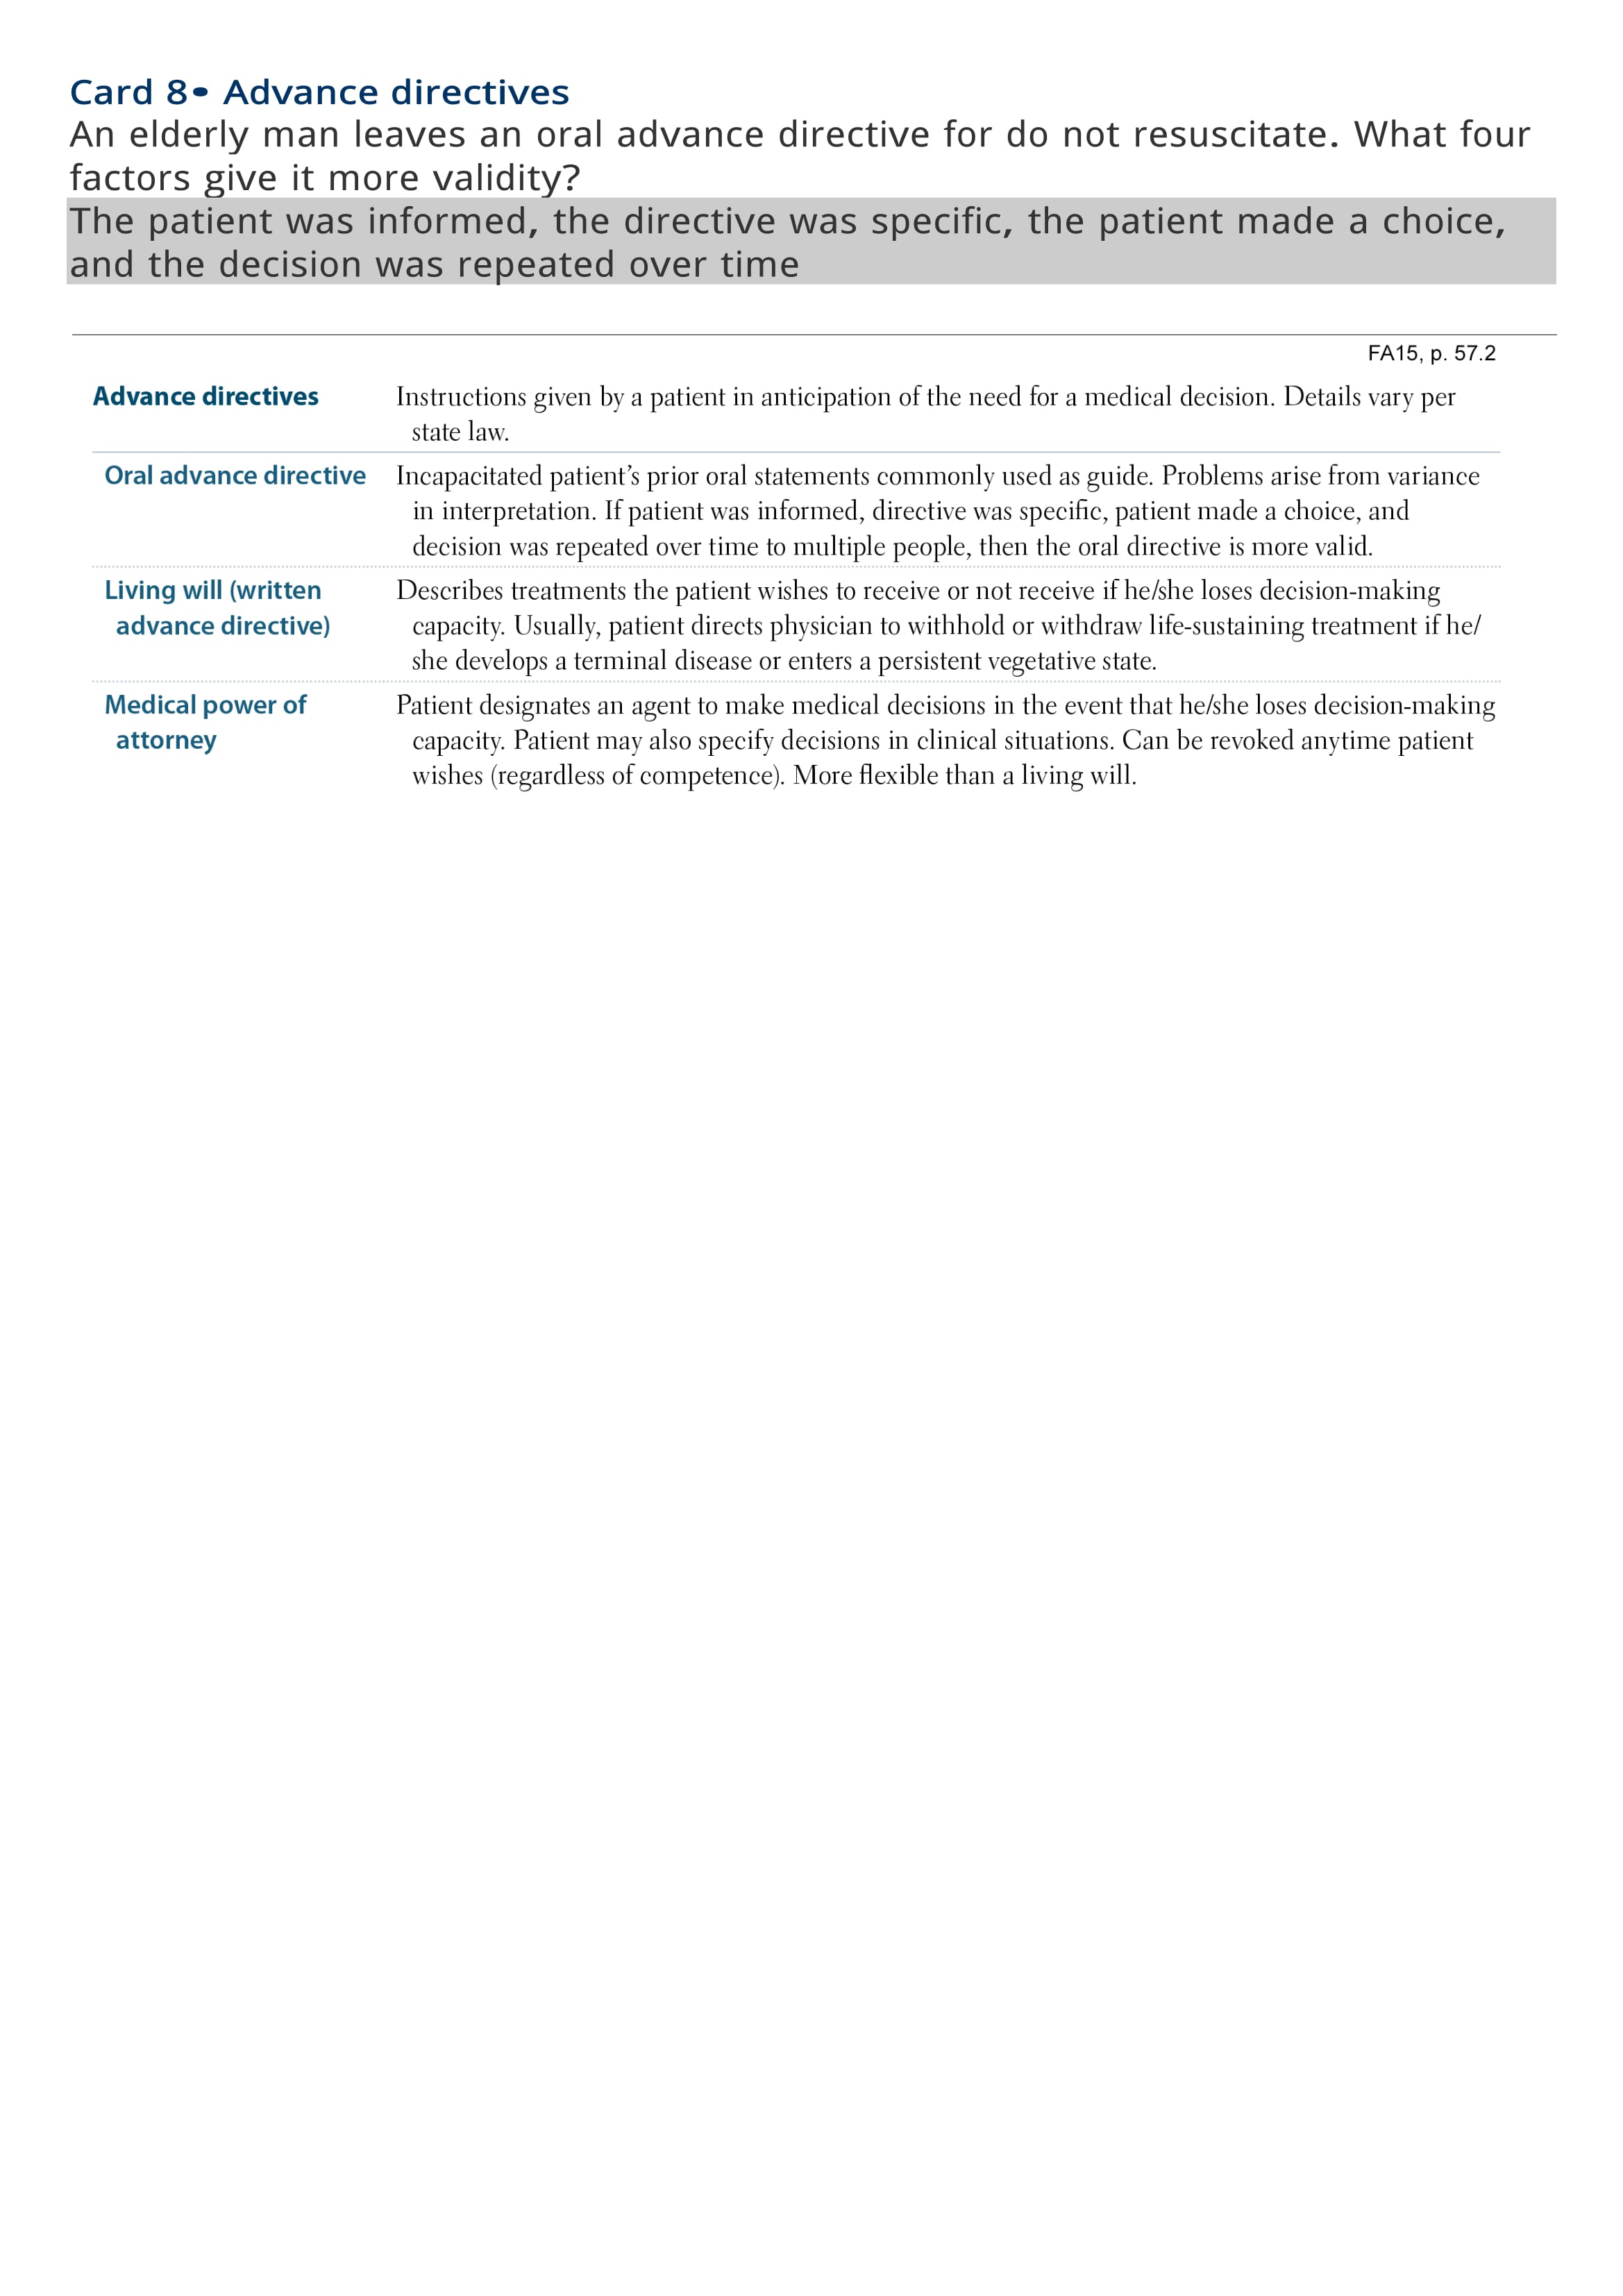 Card 8• Advance directives
An elderly man leaves an oral advance directive for do not resuscitate. What four
factors give it more validity?
The patient was informed, the directive was specific, the patient made a choice,
and the decision was repeated over time
FA15, p. 57.2
Advance directives
Instructions given by a patient in anticipation of the need for a medical decision. Details vary per
state law.
Oral advance directive
Incapacitated patient’s prior oral statements commonly used as guide. Problems arise from variance
in interpretation. If patient was informed, directive was specific, patient made a choice, and
decision was repeated over time to multiple people, then the oral directive is more valid.
Living will (written
advance directive)
Describes treatments the patient wishes to receive or not receive if he/she loses decision-making
capacity. Usually, patient directs physician to withhold or withdraw life-sustaining treatment if he/
she develops a terminal disease or enters a persistent vegetative state.
Medical power of
attorney
Patient designates an agent to make medical decisions in the event that he/she loses decision-making
capacity. Patient may also specify decisions in clinical situations. Can be revoked anytime patient
wishes (regardless of competence). More flexible than a living will.